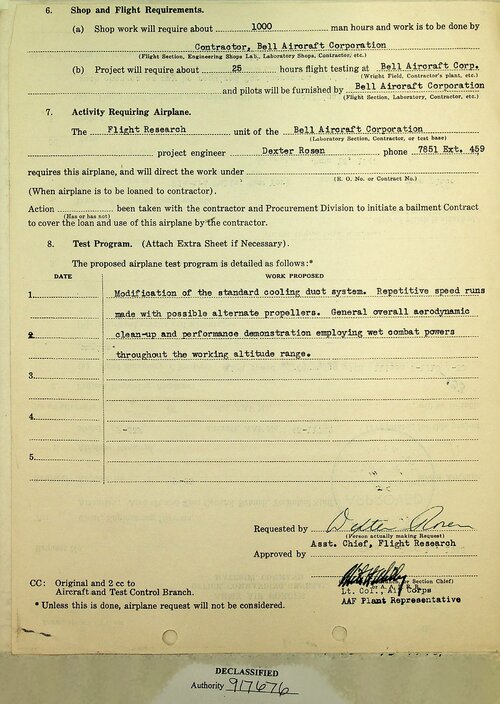 6. Shop and Flight Requirements.
(a) Shop work will require about 1000 man hours and work is to be done by
Contractor, Bell Aircraft Corporation
(Flight Section, Engineering Shops Lab., Laboratory Shops, Contractor, etc.)
(b) Project will require about 25 hours flight testing at Bell Aircraft Corp.
(Wright Field, Contractor's plant, etc.)
and pilots will be furnished by Bell Aircraft Corporation
(Flight Section, Laboratory, Contractor, etc.)
7. Activity Requiring Airplane.
The Flight Research unit of the Bell Aircraft Corporation
(Laboratory Section, Contractor, or test base)
project engineer Dexter Rosen phone 7851 Ext. 459
requires this airplane, and will direct the work under
(E. O. No. or Contract No.)
(When airplane is to be loaned to contractor).
Action been taken with the contractor and Procurement Division to initiate a bailment Contract
(Has or has not)
to cover the loan and use of this airplane by the contractor.
8. Test Program. (Attach Extra Sheet if Necessary).
The proposed airplane test program is detailed as follows:*
DATE WORK PROPOSED
1. Modification of the standard cooling duct system. Repetitive speed runs
made with possible alternate propellers. General overall aerodynamic
2. clean-up and performance demonstration employing wet combat powers
throughout the working altitude range.
3.
4.
5.
Requested by Dexter Rosen
(Person actually making Request)
Asst. Chief, Flight Research
Approved by
or Section Chief)
Lt. Col., Air Corps
AAF Plant Representative
CC: Original and 2 cc to
Aircraft and Test Control Branch.
* Unless this is done, airplane request will not be considered.
DECLASSIFIED
Authority 917676